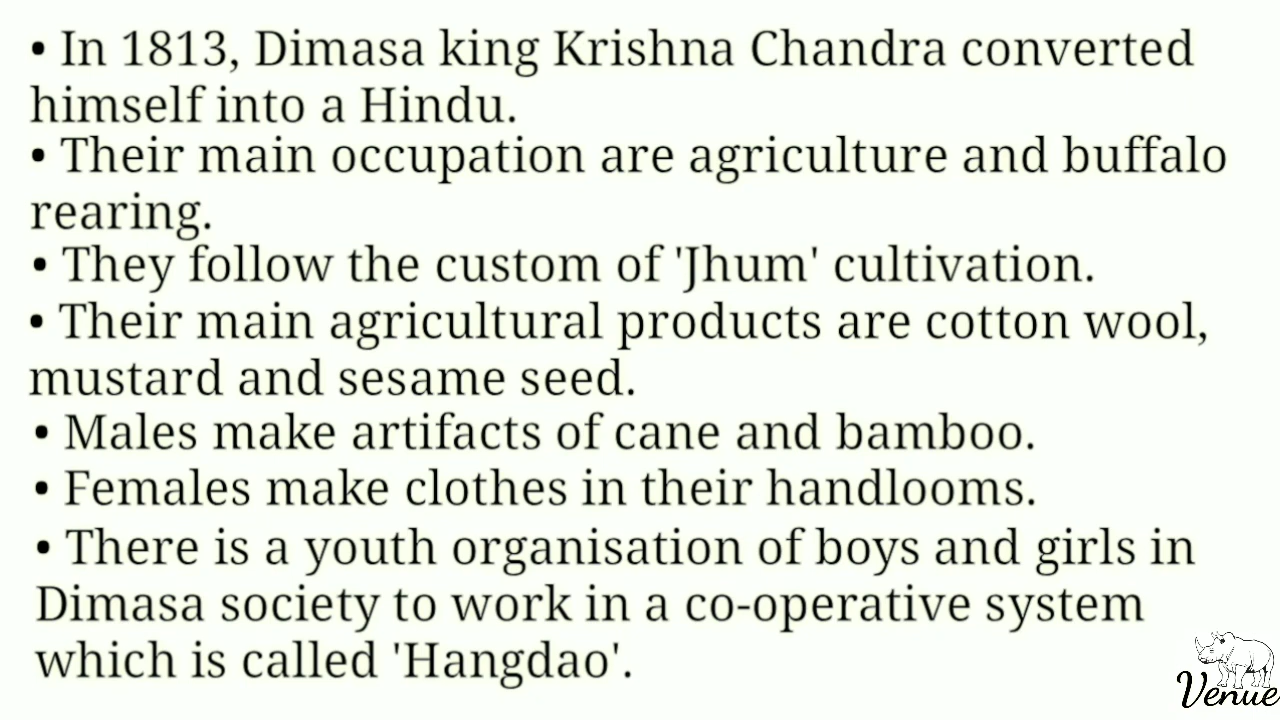 • In 1813, Dimasa king Krishna Chandra converted
himself into a Hindu.
• Their main occupation are agriculture and buffalo
rearing.
• They follow the custom of 'Jhum' cultivation.
• Their main agricultural products are cotton wool,
mustard and sesame seed.
• Males make artifacts of cane and bamboo.
• Females make clothes in their handlooms.
• There is a youth organisation of boys and girls in
Dimasa society to work in a co-operative system
which is called 'Hangdao'.
Venue